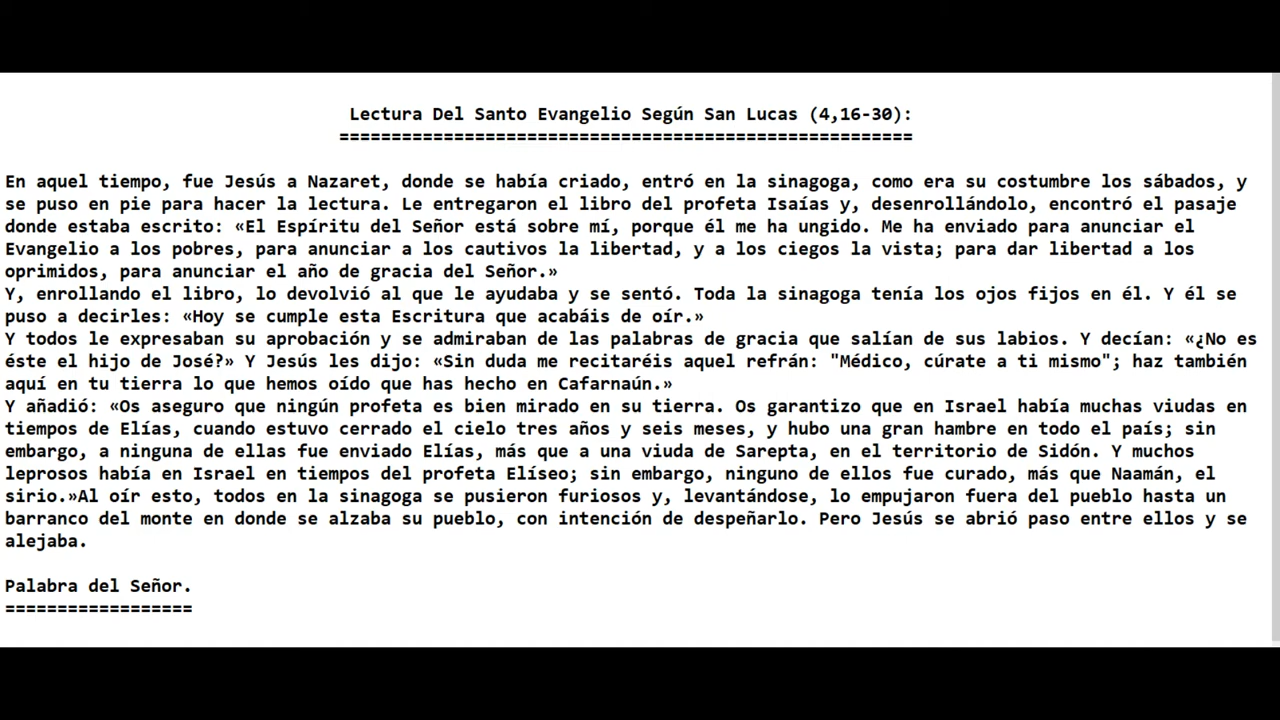 Lectura Del Santo Evangelio Según San Lucas (4,16-30):
=======================================================
En aquel tiempo, fue Jesús a Nazaret, donde se había criado, entró en la sinagoga, como era su costumbre los sábados, y
se puso en pie para hacer la lectura. Le entregaron el libro del profeta Isaías y, desenrollándolo, encontró el pasaje
donde estaba escrito: «El Espíritu del Señor está sobre mí, porque él me ha ungido. Me ha enviado para anunciar el
Evangelio a los pobres, para anunciar a los cautivos la libertad, y a los ciegos la vista; para dar libertad a los
oprimidos, para anunciar el año de gracia del Señor.»
Y, enrollando el libro, lo devolvió al que le ayudaba y se sentó. Toda la sinagoga tenía los ojos fijos en él. Y él se
puso a decirles: «Hoy se cumple esta Escritura que acabáis de oír.»
Y todos le expresaban su aprobación y se admiraban de las palabras de gracia que salían de sus labios. Y decían: «¿No es
éste el hijo de José?» Y Jesús les dijo: «Sin duda me recitaréis aquel refrán: "Médico, cúrate a ti mismo"; haz también
aquí en tu tierra lo que hemos oído que has hecho en Cafarnaún.»
Y añadió: «Os aseguro que ningún profeta es bien mirado en su tierra. Os garantizo que en Israel había muchas viudas en
tiempos de Elías, cuando estuvo cerrado el cielo tres años y seis meses, y hubo una gran hambre en todo el país; sin
embargo, a ninguna de ellas fue enviado Elías, más que a una viuda de Sarepta, en el territorio de Sidón. Y muchos
leprosos había en Israel en tiempos del profeta Elíseo; sin embargo, ninguno de ellos fue curado, más que Naamán, el
sirio.»Al oír esto, todos en la sinagoga se pusieron furiosos y, levantándose, lo empujaron fuera del pueblo hasta un
barranco del monte en donde se alzaba su pueblo, con intención de despeñarlo. Pero Jesús se abrió paso entre ellos y se
alejaba.
Palabra del Señor.
==================